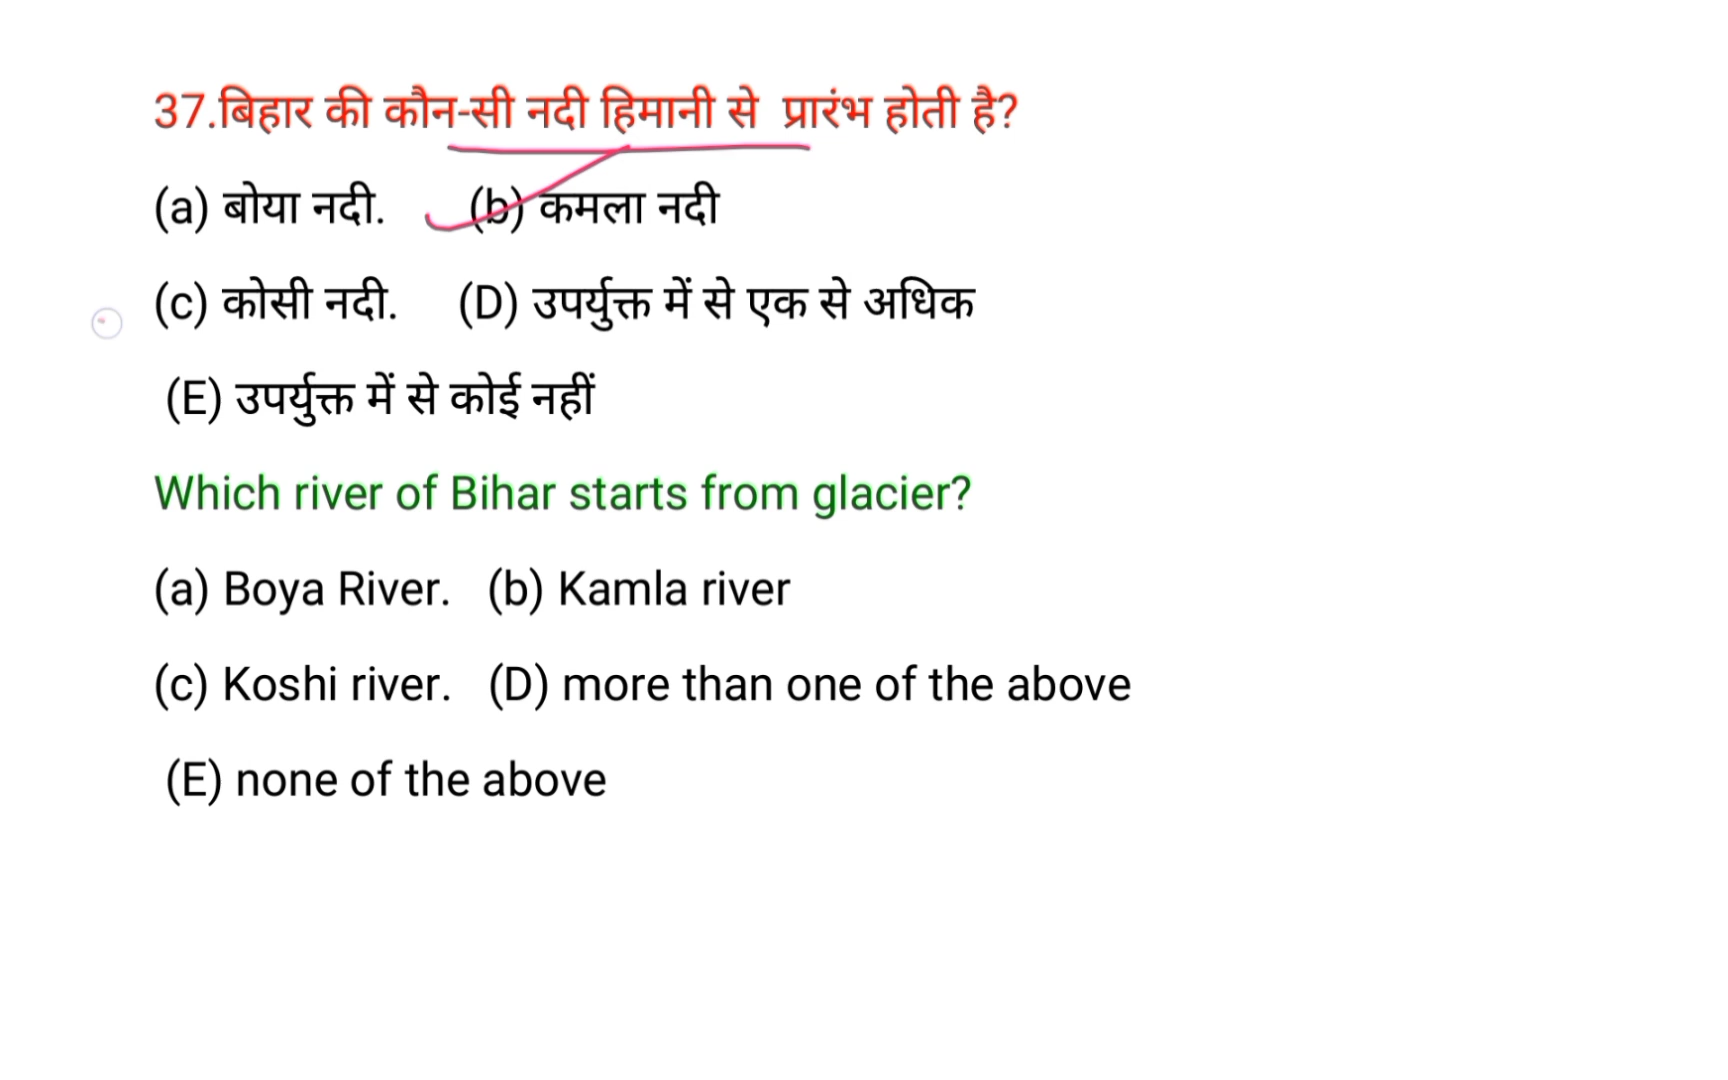 37.बिहार की कौन-सी नदी हिमानी से प्रारंभ होती है?
(a) बोया नदी. (b) कमला नदी
(c) कोसी नदी. (D) उपर्युक्त में से एक से अधिक
(E) उपर्युक्त में से कोई नहीं
Which river of Bihar starts from glacier?
(a) Boya River. (b) Kamla river
(c) Koshi river. (D) more than one of the above
(E) none of the above